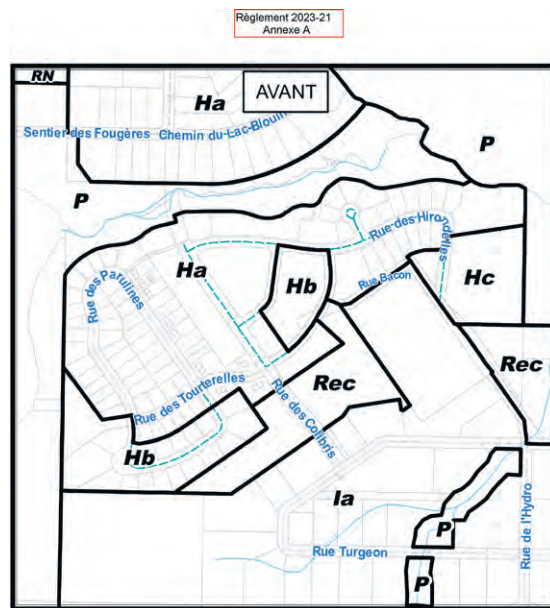 Règlement 2023-21
Annexe A
RN
AVANT
Ha
Sentier des Fougères
Chemin du-Lac-Blouin
P
P
Rue-des-Hirondelles
Ha
Rue des Parulines
Hb
Rue Bacon
Hc
Rec
Rec
Rue des Tourterelles
Rue des Colibris
Hb
Ia
P
Rue de l'Hydro
Rue Turgeon
P